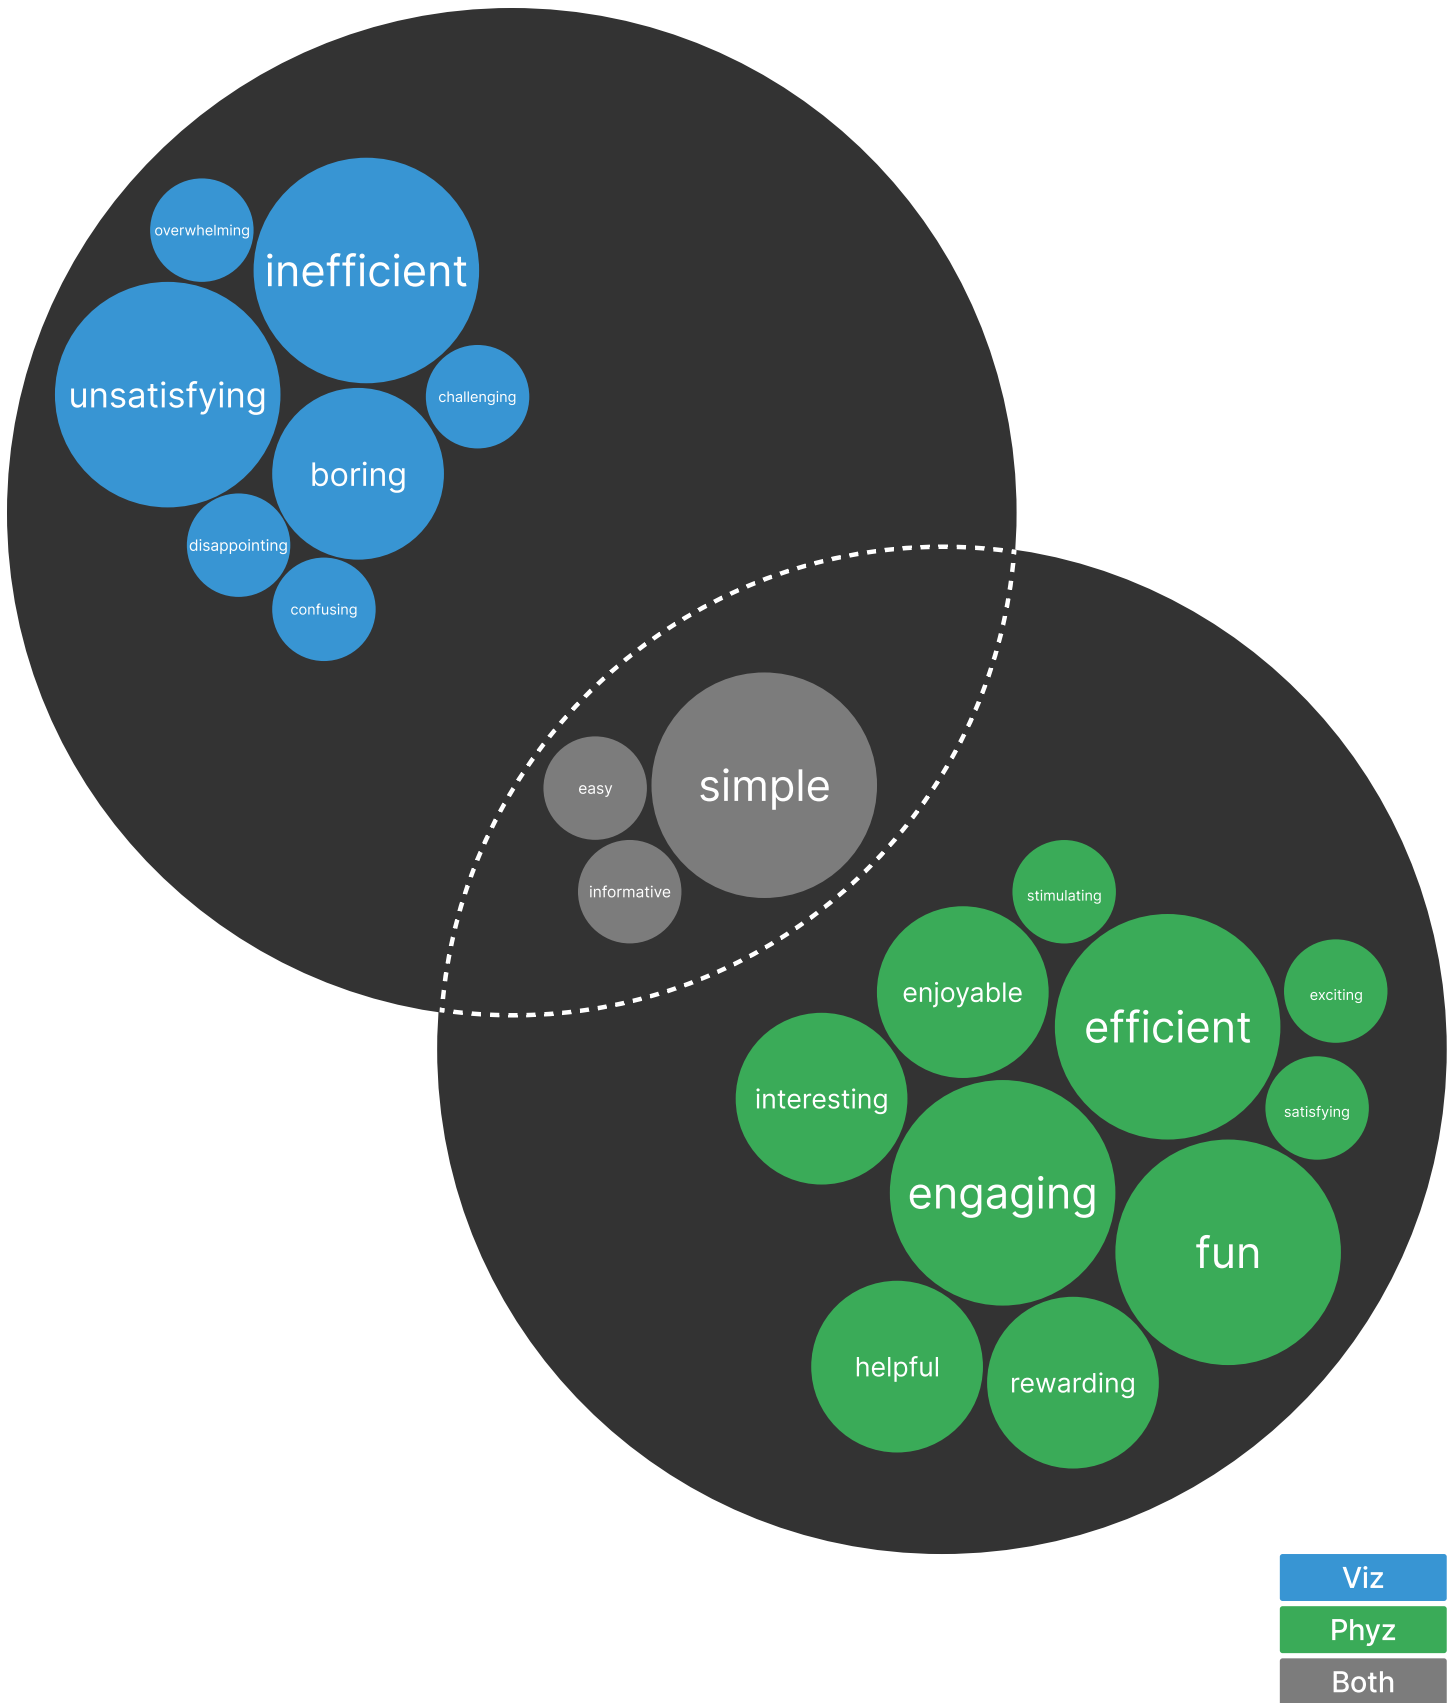 overwhelming
inefficient
unsatisfying
challenging
boring
disappointing
confusing
simple
easy
informative
stimulating
enjoyable
efficient
exciting
interesting
satisfying
engaging
fun
helpful
rewarding
Viz
Phyz
Both